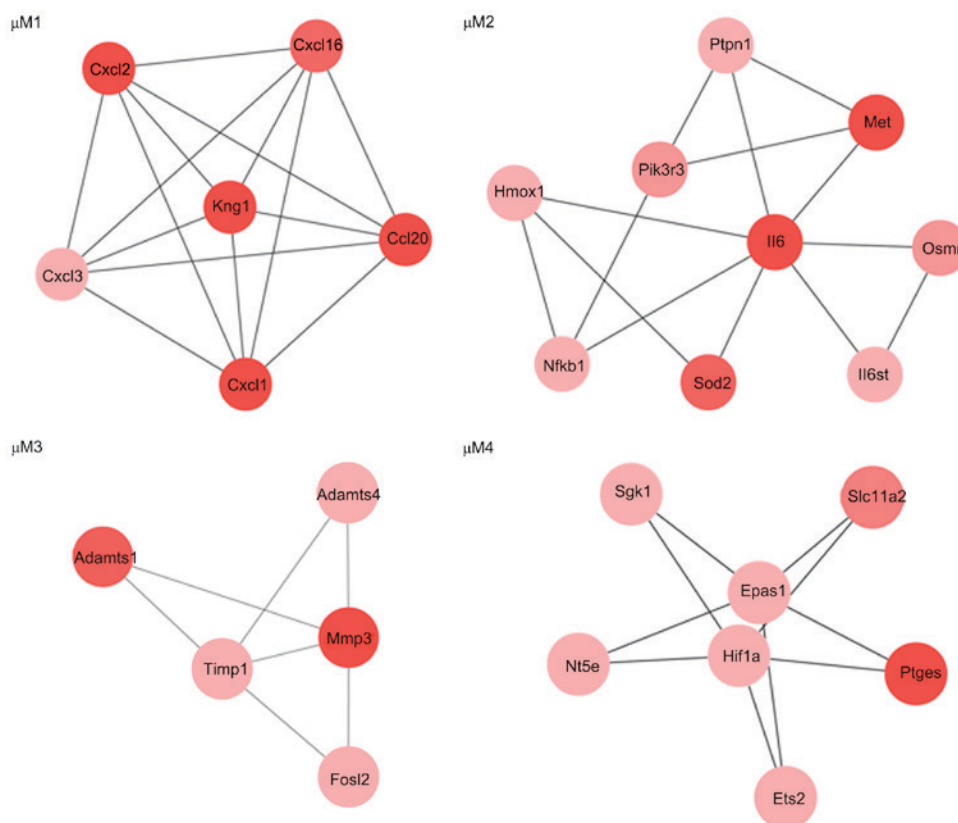 μM1
Cxcl2
Cxcl16
Kng1
Ccl20
Cxcl3
Cxcl1
μM2
Ptpn1
Met
Pik3r3
Hmox1
Il6
Osmr
Nfkb1
Sod2
Il6st
μM3
Adamts4
Adamts1
Mmp3
Timp1
Fosl2
μM4
Sgk1
Slc11a2
Epas1
Hif1a
Nt5e
Ptges
Ets2